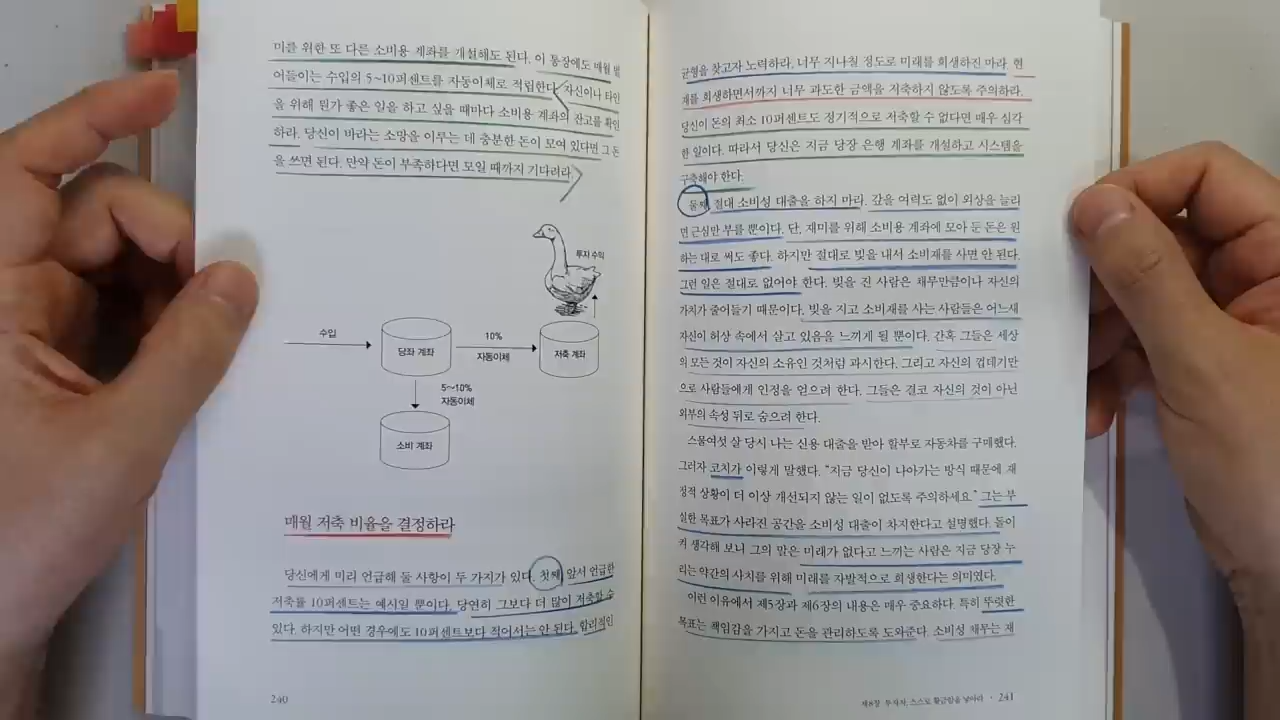 미를 위한 또 다른 소비용 계좌를 개설해도 된다. 이 통장에도 매월 벌
어들이는 수입의 5~10퍼센트를 자동이체로 적립한다. 자신이나 타인
을 위해 뭔가 좋은 일을 하고 싶을 때마다 소비용 계좌의 잔고를 확인
하라. 당신이 바라는 소망을 이루는 데 충분한 돈이 모여 있다면 그 돈
을 쓰면 된다. 만약 돈이 부족하다면 모일 때까지 기다려라.
투자 수익
수입
당좌 계좌
10%
자동이체
저축 계좌
5~10%
자동이체
소비 계좌
매월 저축 비율을 결정하라
당신에게 미리 언급해 둘 사항이 두 가지가 있다. 첫째, 앞서 언급한
저축률 10퍼센트는 예시일 뿐이다. 당연히 그보다 더 많이 저축할 수
있다. 하지만 어떤 경우에도 10퍼센트보다 적어서는 안 된다. 합리적인
240
균형을 찾고자 노력하라. 너무 지나칠 정도로 미래를 희생하진 마라. 현
재를 희생하면서까지 너무 과도한 금액을 저축하지 않도록 주의하라.
당신이 돈의 최소 10퍼센트도 정기적으로 저축할 수 없다면 매우 심각
한 일이다. 따라서 당신은 지금 당장 은행 계좌를 개설하고 시스템을
구축해야 한다.
둘째, 절대 소비성 대출을 하지 마라. 갚을 여력도 없이 외상을 늘리
면 근심만 부를 뿐이다. 단, 재미를 위해 소비용 계좌에 모아 둔 돈은 원
하는 대로 써도 좋다. 하지만 절대로 빚을 내서 소비재를 사면 안 된다.
그런 일은 절대로 없어야 한다. 빚을 진 사람은 채무만큼이나 자신의
가치가 줄어들기 때문이다. 빚을 지고 소비재를 사는 사람들은 어느새
자신이 허상 속에서 살고 있음을 느끼게 될 뿐이다. 간혹 그들은 세상
의 모든 것이 자신의 소유인 것처럼 과시한다. 그리고 자신의 껍데기만
으로 사람들에게 인정을 얻으려 한다. 그들은 결코 자신의 것이 아닌
외부의 속성 뒤로 숨으려 한다.
스물여섯 살 당시 나는 신용 대출을 받아 할부로 자동차를 구매했다.
그러자 코치가 이렇게 말했다. "지금 당신이 나아가는 방식 때문에 재
정적 상황이 더 이상 개선되지 않는 일이 없도록 주의하세요." 그는 부
실한 목표가 사라진 공간을 소비성 대출이 차지한다고 설명했다. 돌이
켜 생각해 보니 그의 말은 미래가 없다고 느끼는 사람은 지금 당장 누
리는 약간의 사치를 위해 미래를 자발적으로 희생한다는 의미였다.
이런 이유에서 제5장과 제6장의 내용은 매우 중요하다. 특히 뚜렷한
목표는 책임감을 가지고 돈을 관리하도록 도와준다. 소비성 채무는 재
제8장 투자자, 스스로 황금알을 낳아라 · 241